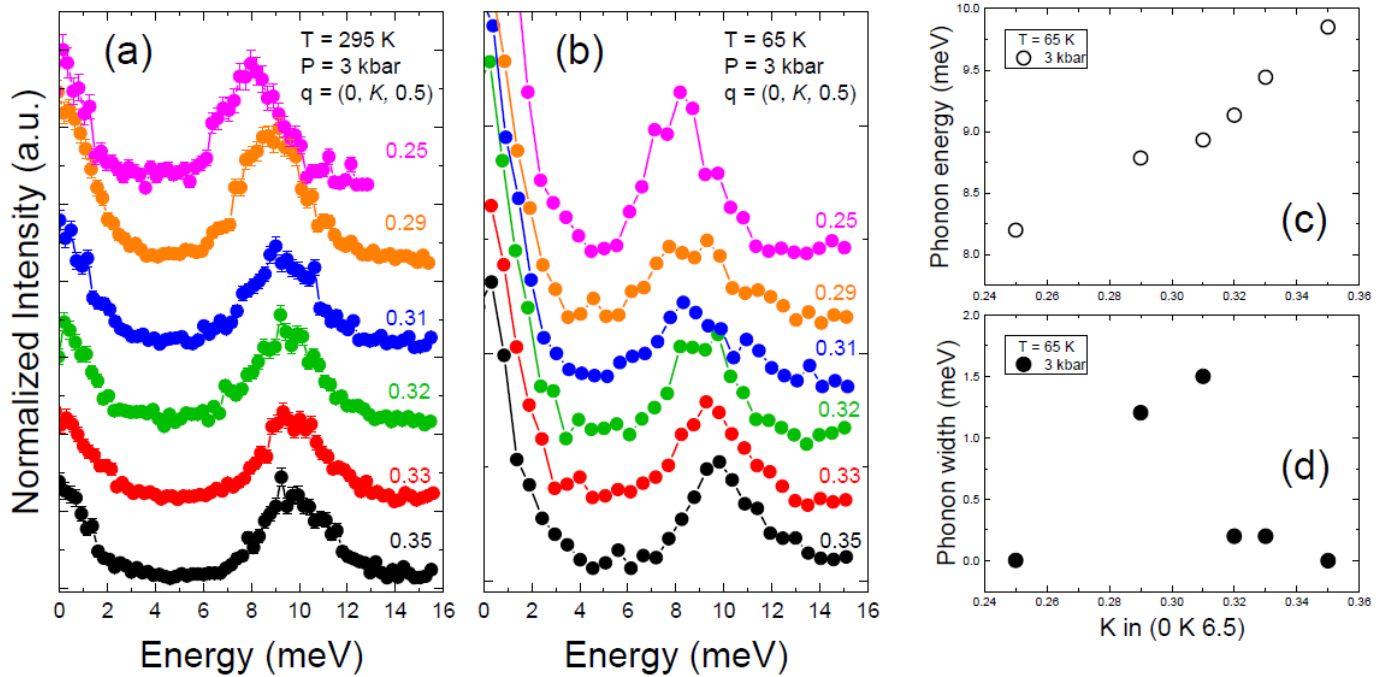 (a)
T = 295 K
P = 3 kbar
q = (0, K, 0.5)
0.25
0.29
0.31
0.32
0.33
0.35
0 2 4 6 8 10 12 14 16
Energy (meV)
Normalized Intensity (a.u.)
(b)
T = 65 K
P = 3 kbar
q = (0, K, 0.5)
0.25
0.29
0.31
0.32
0.33
0.35
0 2 4 6 8 10 12 14 16
Energy (meV)
10.0
9.5
9.0
8.5
8.0
Phonon energy (meV)
T = 65 K
3 kbar
(c)
0.24 0.26 0.28 0.30 0.32 0.34 0.36
2.0
1.5
1.0
0.5
0.0
Phonon width (meV)
T = 65 K
3 kbar
(d)
0.24 0.26 0.28 0.30 0.32 0.34 0.36
K in (0 K 6.5)